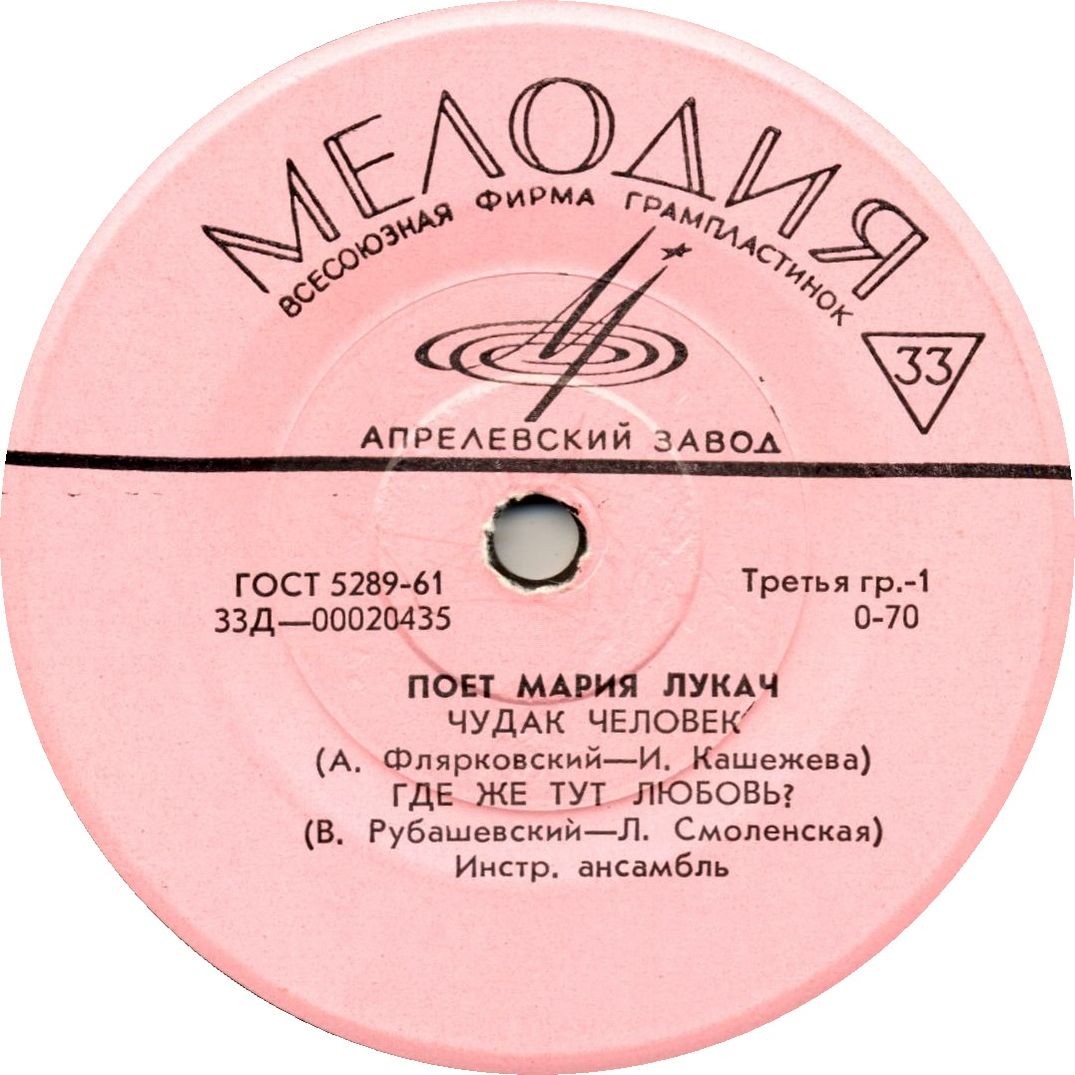 МЕЛОДИЯ
ВСЕСОЮЗНАЯ ФИРМА ГРАМПЛАСТИНОК
33
АПРЕЛЕВСКИЙ ЗАВОД
ГОСТ 5289-61
Третья гр.-1
33Д—00020435
0-70
ПОЕТ МАРИЯ ЛУКАЧ
ЧУДАК ЧЕЛОВЕК
(А. Флярковский—И. Кашежева)
ГДЕ ЖЕ ТУТ ЛЮБОВЬ?
(В. Рубашевский—Л. Смоленская)
Инстр. ансамбль